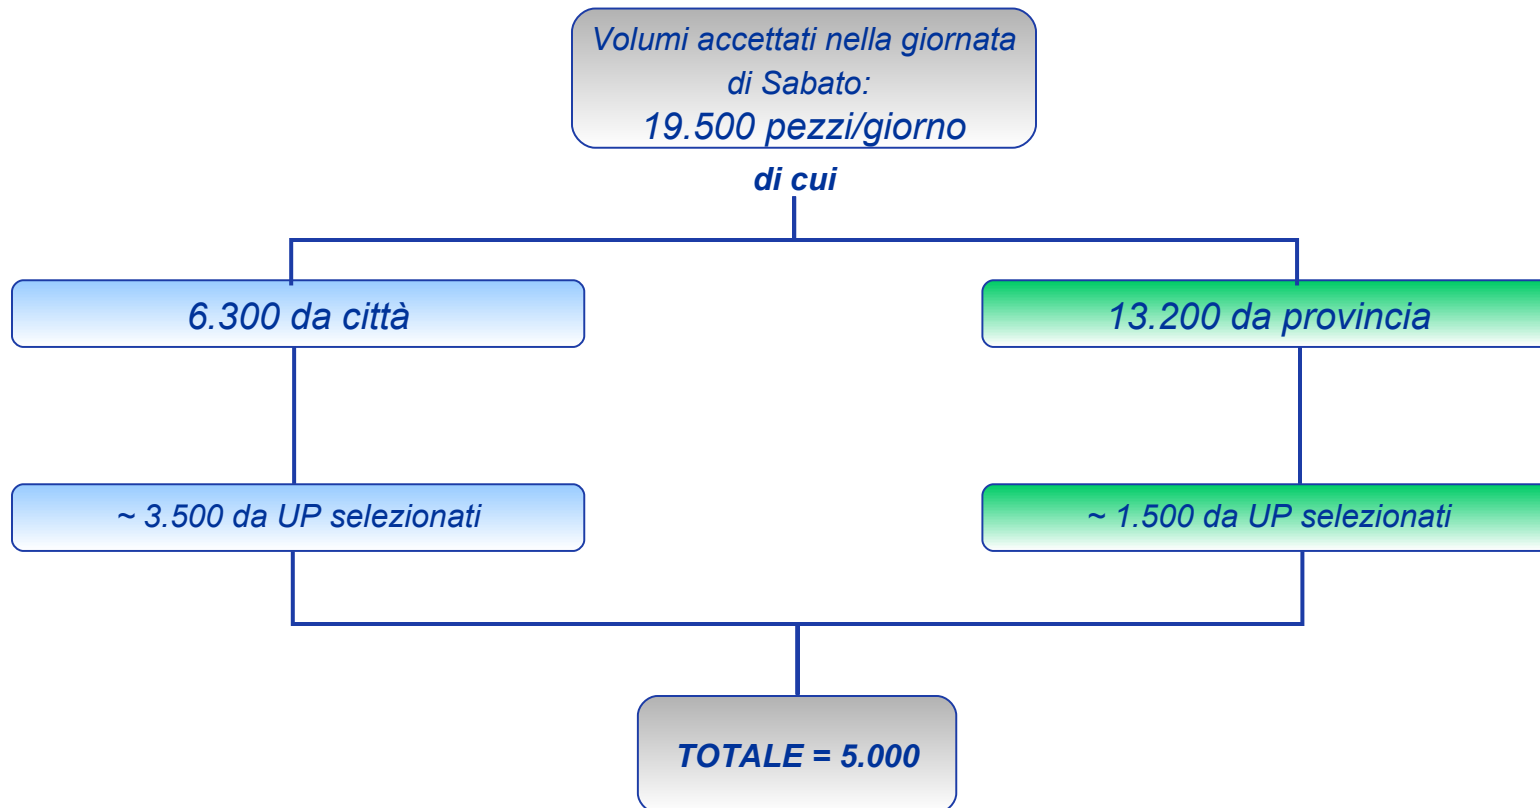 Volumi accettati nella giornata
di Sabato:
19.500 pezzi/giorno
di cui
6.300 da città
13.200 da provincia
~ 3.500 da UP selezionati
~ 1.500 da UP selezionati
TOTALE = 5.000